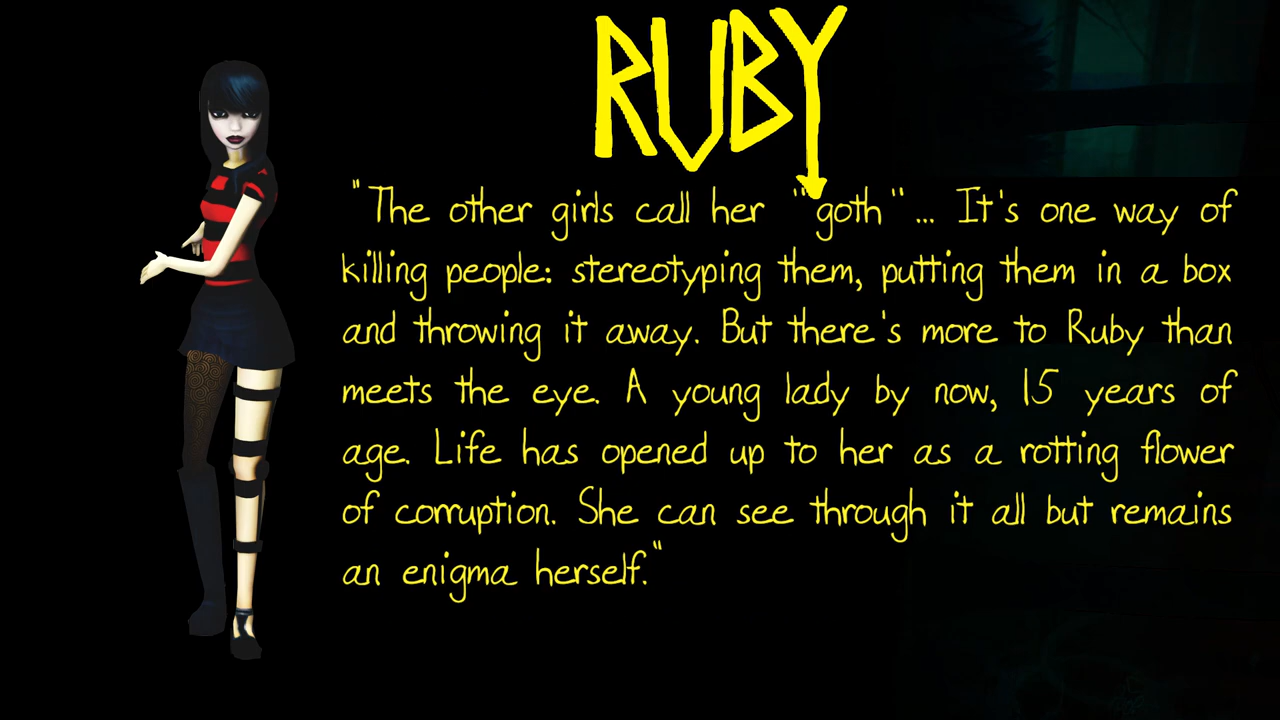 RUBY
"The other girls call her ""goth"... It's one way of
killing people: stereotyping them, putting them in a box
and throwing it away. But there's more to Ruby than
meets the eye. A young lady by now, 15 years of
age. Life has opened up to her as a rotting flower
of corruption. She can see through it all but remains
an enigma herself."